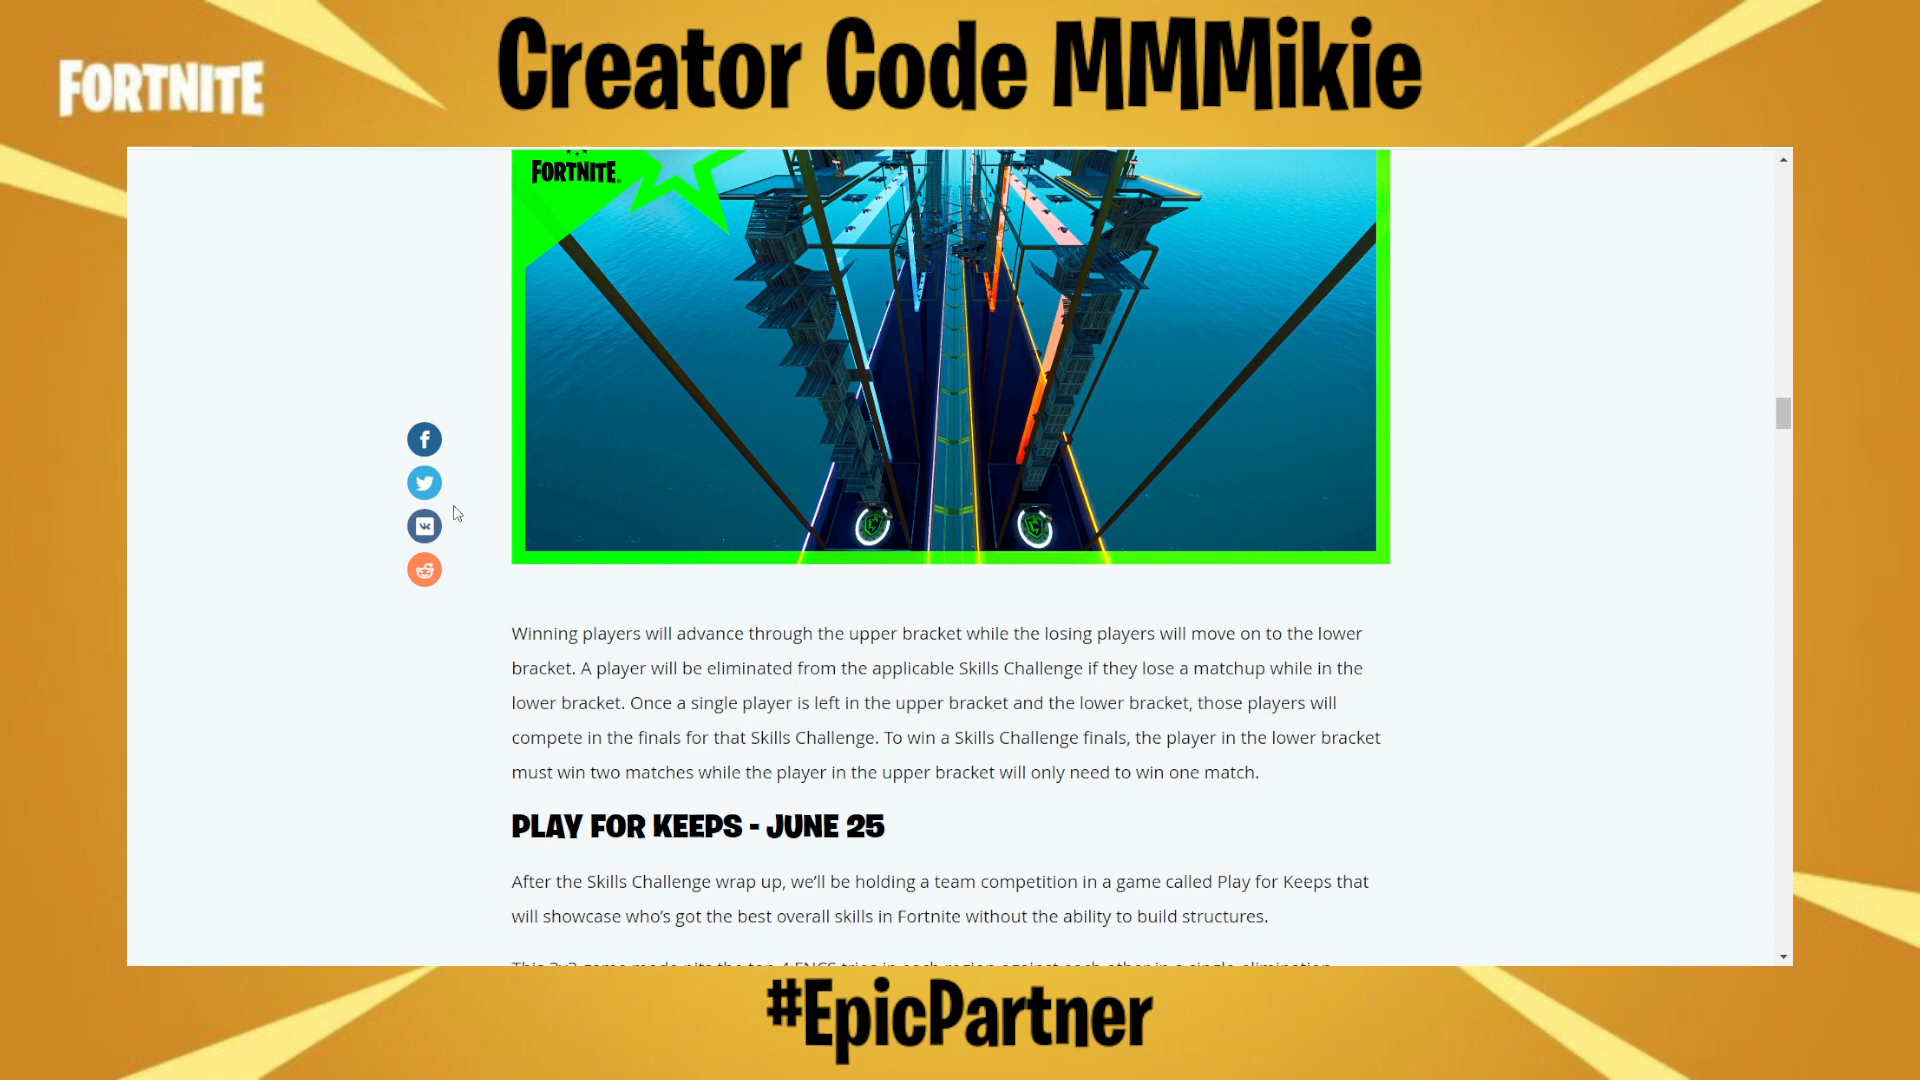 Creator Code MMMikie
FORTNITE
FORTNITE
Winning players will advance through the upper bracket while the losing players will move on to the lower
bracket. A player will be eliminated from the applicable Skills Challenge if they lose a matchup while in the
lower bracket. Once a single player is left in the upper bracket and the lower bracket, those players will
compete in the finals for that Skills Challenge. To win a Skills Challenge finals, the player in the lower bracket
must win two matches while the player in the upper bracket will only need to win one match.
PLAY FOR KEEPS - JUNE 25
After the Skills Challenge wrap up, we’ll be holding a team competition in a game called Play for Keeps that
will showcase who’s got the best overall skills in Fortnite without the ability to build structures.
#EpicPartner